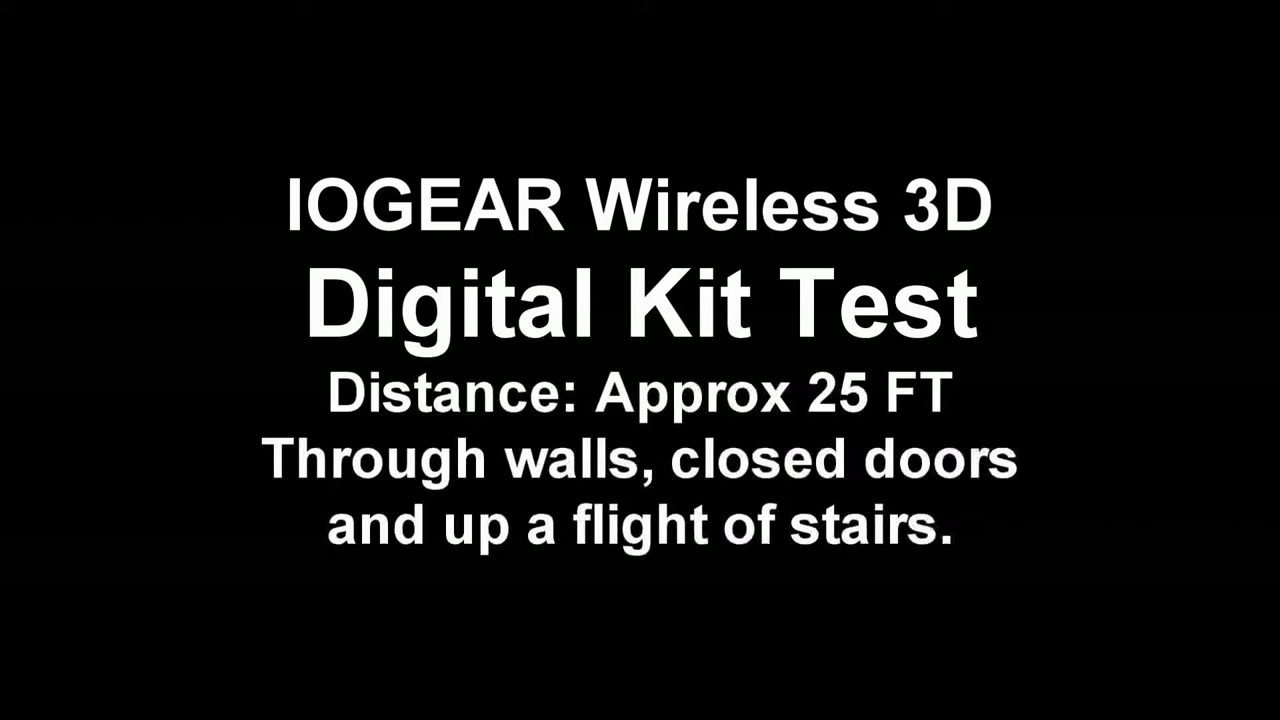 IOGEAR Wireless 3D
Digital Kit Test
Distance: Approx 25 FT
Through walls, closed doors
and up a flight of stairs.